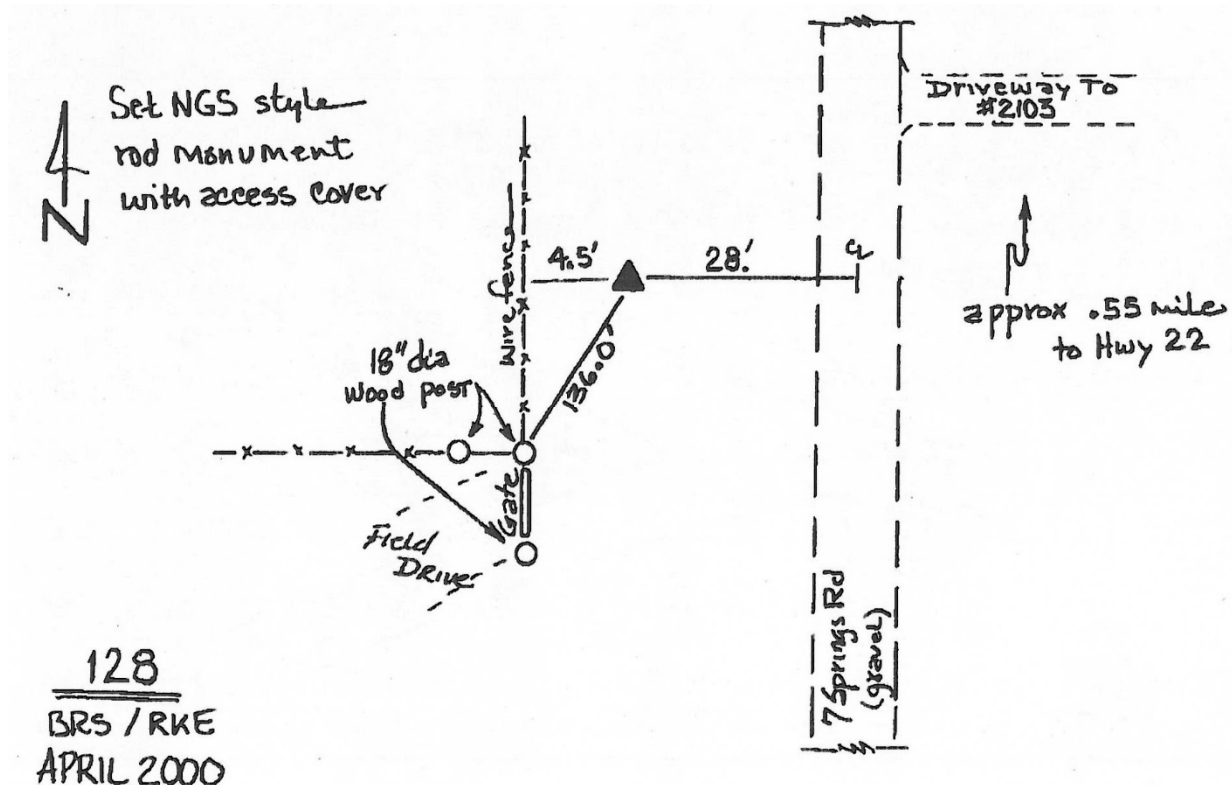 Set NGS style
rod monument
with access cover
N
Driveway To
#2103
Wire fence
4.5'
28.'
℄
136.0'
approx .55 mile
to Hwy 22
18" dia
Wood post
Gate
Field
Drive
7 Springs Rd
(gravel)
128
BRS / RKE
APRIL 2000